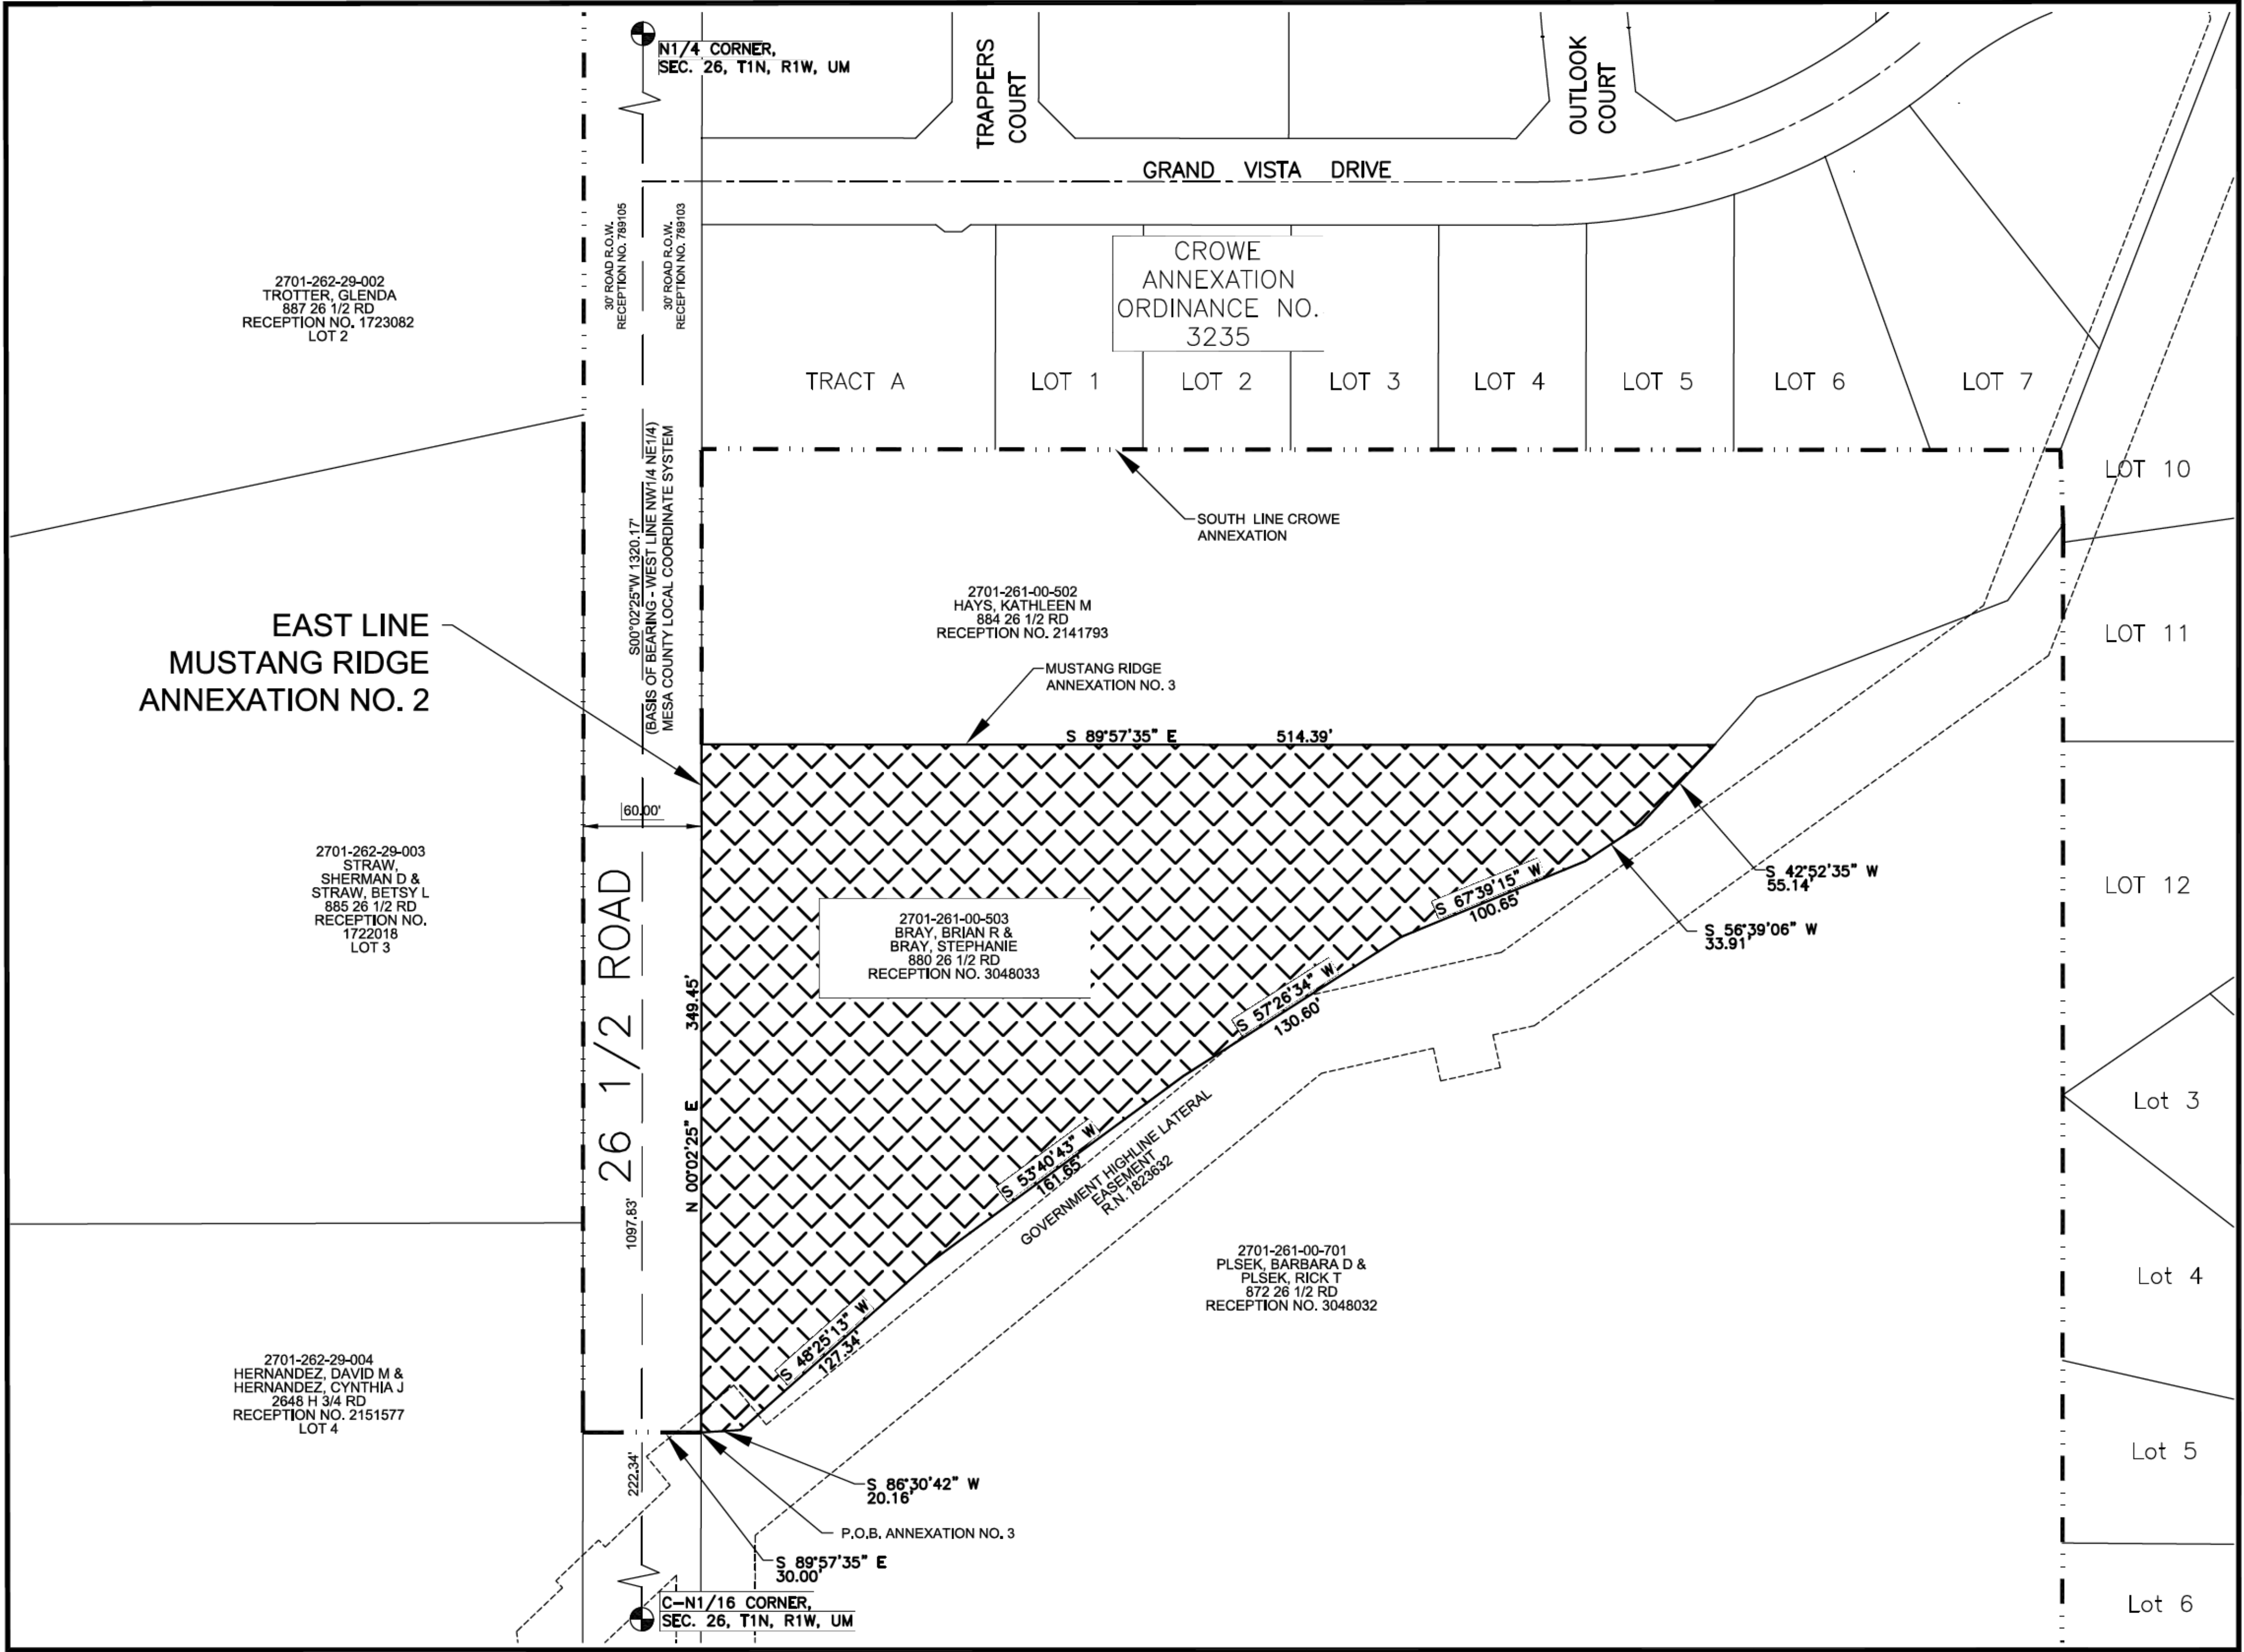 N1/4 CORNER,
SEC. 26, T1N, R1W, UM
TRAPPERS
COURT
OUTLOOK
COURT
GRAND VISTA DRIVE
30' ROAD R.O.W.
RECEPTION NO. 789105
30' ROAD R.O.W.
RECEPTION NO. 789103
2701-262-29-002
TROTTER, GLENDA
887 26 1/2 RD
RECEPTION NO. 1723082
LOT 2
CROWE
ANNEXATION
ORDINANCE NO.
3235
TRACT A
LOT 1
LOT 2
LOT 3
LOT 4
LOT 5
LOT 6
LOT 7
LOT 10
S00°02'25"W 1320.17'
(BASIS OF BEARING - WEST LINE NW1/4 NE1/4)
MESA COUNTY LOCAL COORDINATE SYSTEM
SOUTH LINE CROWE
ANNEXATION
2701-261-00-502
HAYS, KATHLEEN M
884 26 1/2 RD
RECEPTION NO. 2141793
LOT 11
EAST LINE
MUSTANG RIDGE
ANNEXATION NO. 2
MUSTANG RIDGE
ANNEXATION NO. 3
S 89°57'35" E 514.39'
60.00'
2701-262-29-003
STRAW,
SHERMAN D &
STRAW, BETSY L
885 26 1/2 RD
RECEPTION NO.
1722018
LOT 3
26 1/2 ROAD
N 00°02'25" E 349.45'
2701-261-00-503
BRAY, BRIAN R &
BRAY, STEPHANIE
880 26 1/2 RD
RECEPTION NO. 3048033
S 42°52'35" W
55.14'
S 56°39'06" W
33.91'
S 67°39'15" W
100.65'
LOT 12
S 57°26'34" W
130.60'
S 53°40'43" W
161.65'
GOVERNMENT HIGHLINE LATERAL
EASEMENT
R.N. 1823632
Lot 3
1097.83'
2701-261-00-701
PLSEK, BARBARA D &
PLSEK, RICK T
872 26 1/2 RD
RECEPTION NO. 3048032
Lot 4
S 48°25'13" W
127.34'
2701-262-29-004
HERNANDEZ, DAVID M &
HERNANDEZ, CYNTHIA J
2648 H 3/4 RD
RECEPTION NO. 2151577
LOT 4
Lot 5
222.34'
S 86°30'42" W
20.16'
P.O.B. ANNEXATION NO. 3
S 89°57'35" E
30.00'
C-N1/16 CORNER,
SEC. 26, T1N, R1W, UM
Lot 6